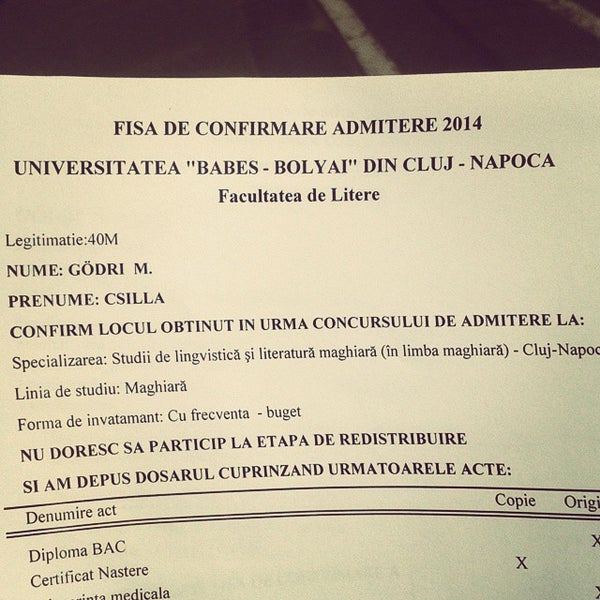 FISA DE CONFIRMARE ADMITERE 2014
UNIVERSITATEA "BABES - BOLYAI" DIN CLUJ - NAPOCA
Facultatea de Litere
Legitimatie:40M
NUME: GÖDRI M.
PRENUME: CSILLA
CONFIRM LOCUL OBTINUT IN URMA CONCURSULUI DE ADMITERE LA:
Specializarea: Studii de lingvistică şi literatură maghiară (în limba maghiară) - Cluj-Napoc
Linia de studiu: Maghiară
Forma de invatamant: Cu frecventa - buget
NU DORESC SA PARTICIP LA ETAPA DE REDISTRIBUIRE
SI AM DEPUS DOSARUL CUPRINZAND URMATOARELE ACTE:
Denumire act Copie Origi
Diploma BAC X
Certificat Nastere X
medicala